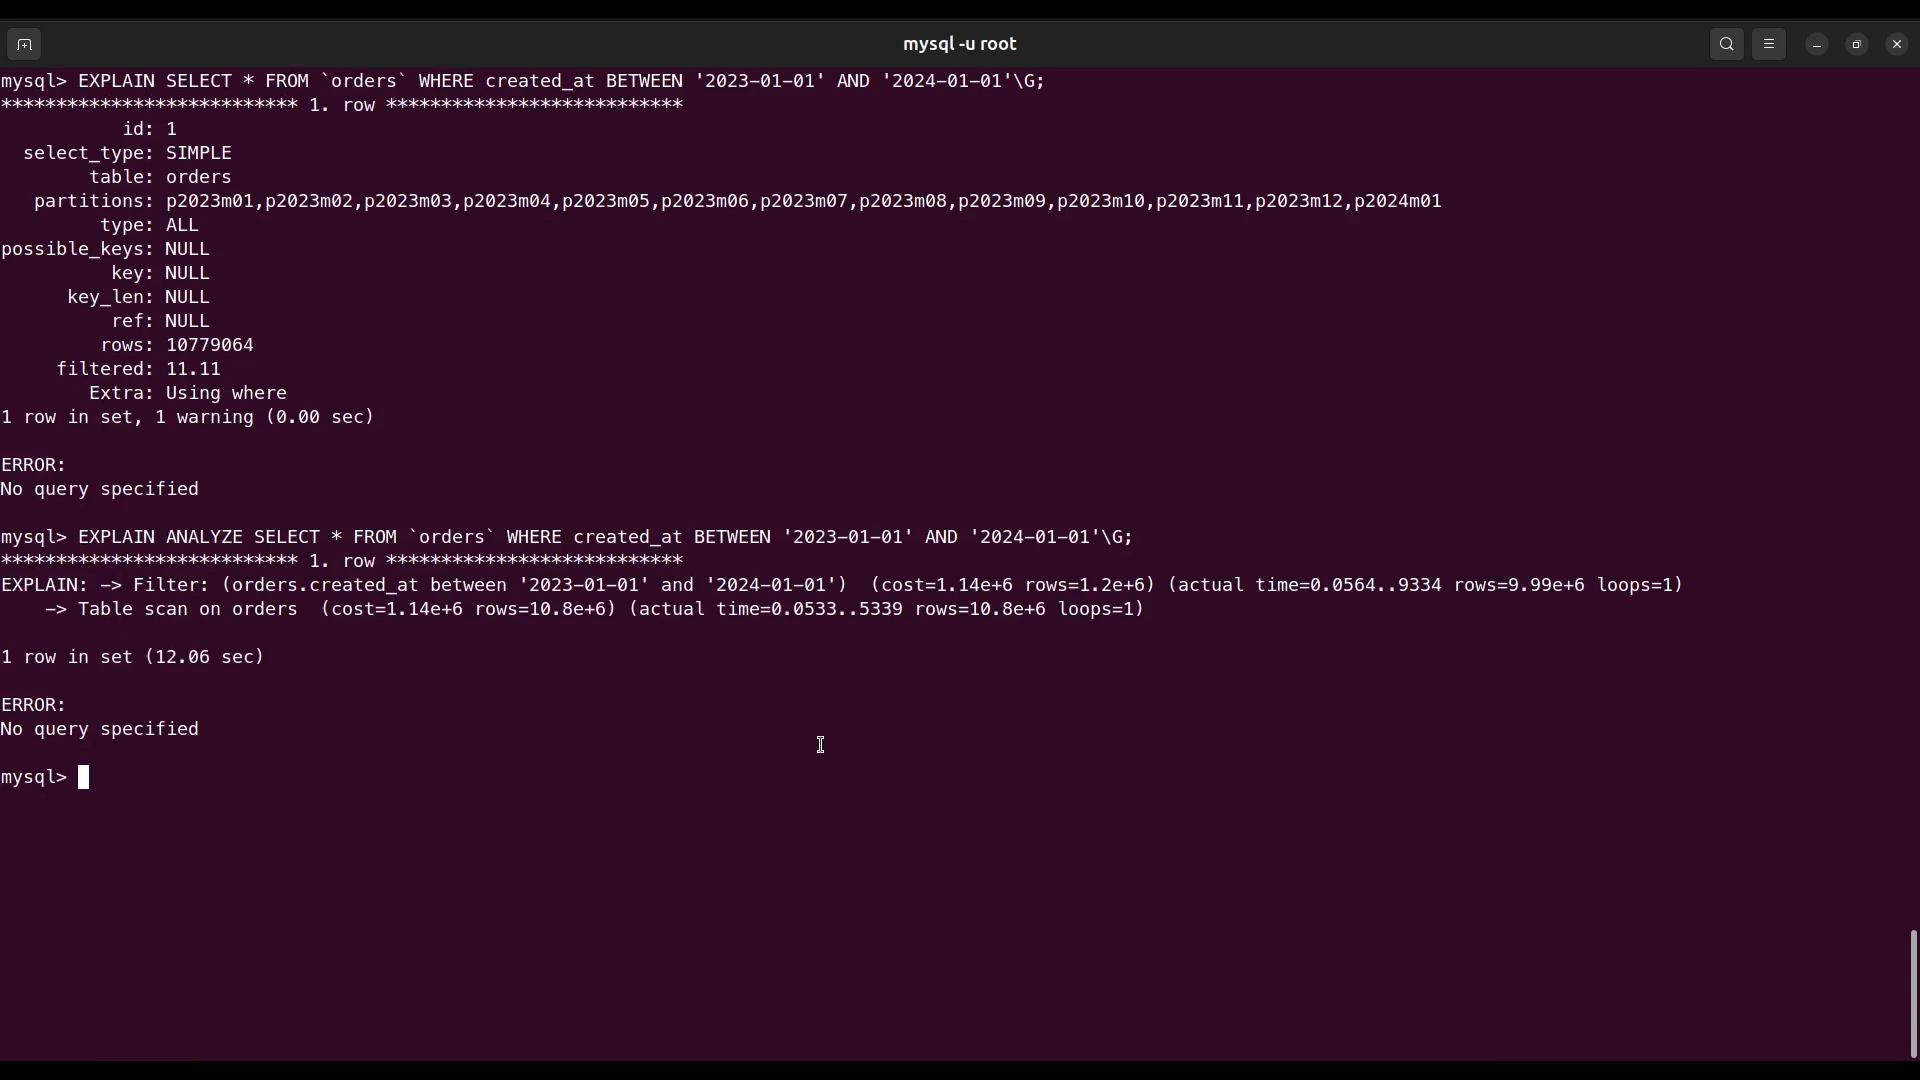 mysql -u root
mysql> EXPLAIN SELECT * FROM `orders` WHERE created_at BETWEEN '2023-01-01' AND '2024-01-01'\G;
*************************** 1. row ***************************
           id: 1
  select_type: SIMPLE
        table: orders
   partitions: p2023m01,p2023m02,p2023m03,p2023m04,p2023m05,p2023m06,p2023m07,p2023m08,p2023m09,p2023m10,p2023m11,p2023m12,p2024m01
         type: ALL
possible_keys: NULL
          key: NULL
      key_len: NULL
          ref: NULL
         rows: 10779064
     filtered: 11.11
        Extra: Using where
1 row in set, 1 warning (0.00 sec)

ERROR:
No query specified

mysql> EXPLAIN ANALYZE SELECT * FROM `orders` WHERE created_at BETWEEN '2023-01-01' AND '2024-01-01'\G;
*************************** 1. row ***************************
EXPLAIN: -> Filter: (orders.created_at between '2023-01-01' and '2024-01-01')  (cost=1.14e+6 rows=1.2e+6) (actual time=0.0564..9334 rows=9.99e+6 loops=1)
    -> Table scan on orders  (cost=1.14e+6 rows=10.8e+6) (actual time=0.0533..5339 rows=10.8e+6 loops=1)

1 row in set (12.06 sec)

ERROR:
No query specified

mysql>